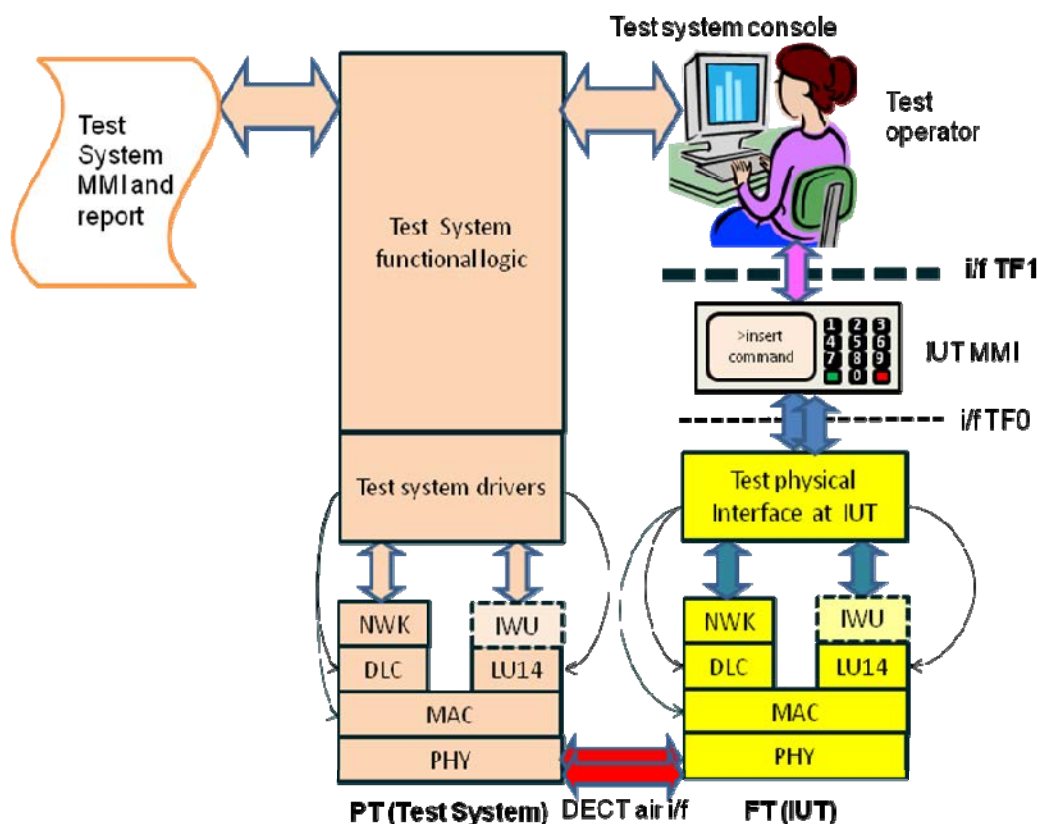 Test system console
Test
System
MMI and
report
Test
operator
Test System
functional logic
i/f TF1
>insert
command
1 2 3
4 5 6
7 8 9
0
IUT MMI
i/f TF0
Test system drivers
Test physical
Interface at IUT
NWK
IWU
NWK
IWU
DLC
LU14
DLC
LU14
MAC
MAC
PHY
PHY
PT (Test System)
DECT air i/f
FT (IUT)